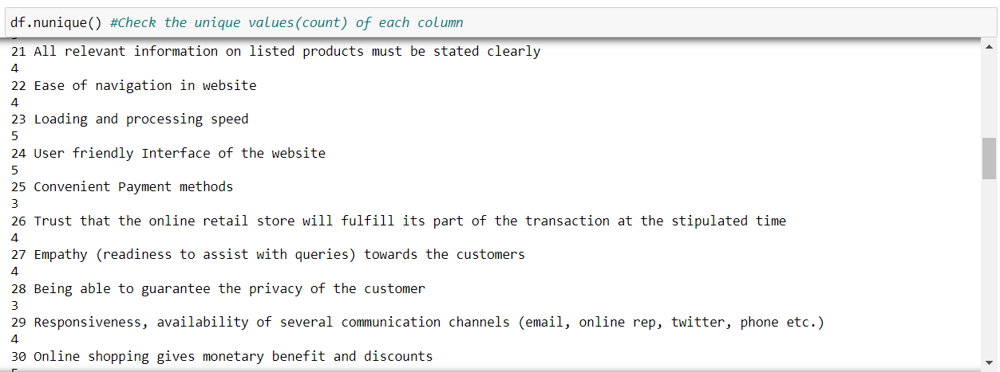 df.nunique() #Check the unique values(count) of each column
21 All relevant information on listed products must be stated clearly
4
22 Ease of navigation in website
4
23 Loading and processing speed
5
24 User friendly Interface of the website
5
25 Convenient Payment methods
3
26 Trust that the online retail store will fulfill its part of the transaction at the stipulated time
4
27 Empathy (readiness to assist with queries) towards the customers
4
28 Being able to guarantee the privacy of the customer
3
29 Responsiveness, availability of several communication channels (email, online rep, twitter, phone etc.)
4
30 Online shopping gives monetary benefit and discounts